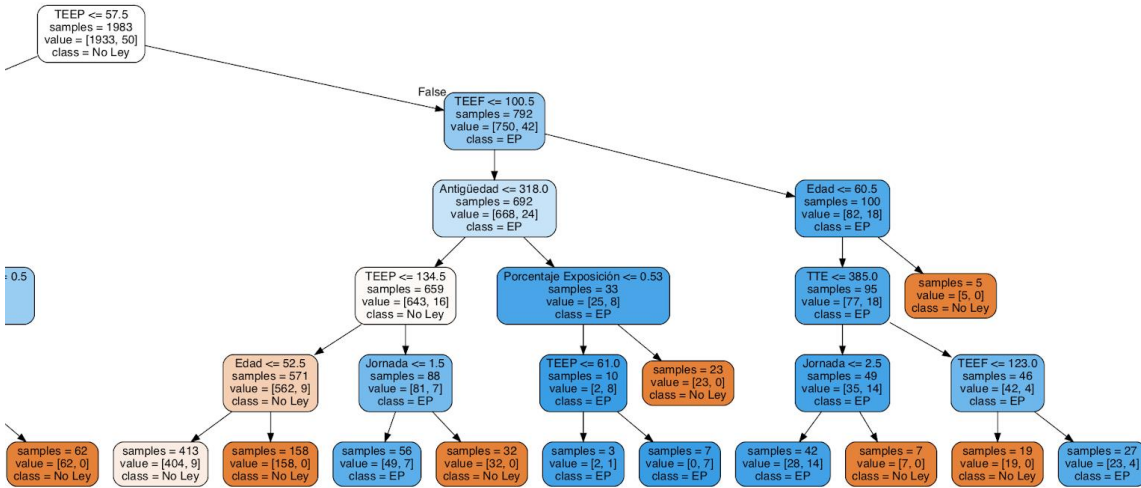 TEEP <= 57.5
samples = 1983
value = [1933, 50]
class = No Ley
False
TEEF <= 100.5
samples = 792
value = [750, 42]
class = EP
Antigüedad <= 318.0
samples = 692
value = [668, 24]
class = EP
Edad <= 60.5
samples = 100
value = [82, 18]
class = EP
= 0.5
TEEP <= 134.5
samples = 659
value = [643, 16]
class = No Ley
Porcentaje Exposición <= 0.53
samples = 33
value = [25, 8]
class = EP
TTE <= 385.0
samples = 95
value = [77, 18]
class = EP
samples = 5
value = [5, 0]
class = No Ley
Edad <= 52.5
samples = 571
value = [562, 9]
class = No Ley
Jornada <= 1.5
samples = 88
value = [81, 7]
class = EP
TEEP <= 61.0
samples = 10
value = [2, 8]
class = EP
samples = 23
value = [23, 0]
class = No Ley
Jornada <= 2.5
samples = 49
value = [35, 14]
class = EP
TEEF <= 123.0
samples = 46
value = [42, 4]
class = EP
samples = 62
value = [62, 0]
class = No Ley
samples = 413
value = [404, 9]
class = No Ley
samples = 158
value = [158, 0]
class = No Ley
samples = 56
value = [49, 7]
class = EP
samples = 32
value = [32, 0]
class = No Ley
samples = 3
value = [2, 1]
class = EP
samples = 7
value = [0, 7]
class = EP
samples = 42
value = [28, 14]
class = EP
samples = 7
value = [7, 0]
class = No Ley
samples = 19
value = [19, 0]
class = No Ley
samples = 27
value = [23, 4]
class = EP